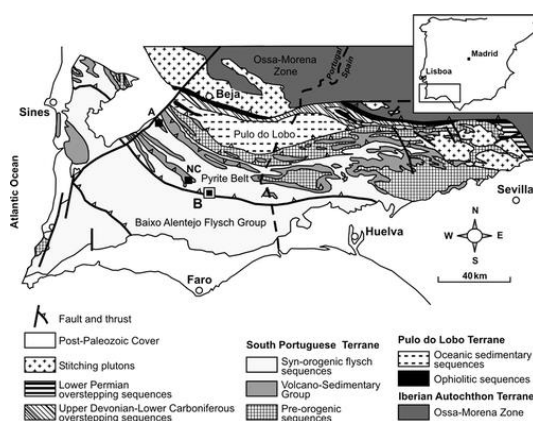 Ossa-Morena
Zone
Portugal
Spain
Madrid
Lisboa
Sines
Beja
A
Pulo do Lobo
NC
Pyrite Belt
B
Sevilla
Atlantic Ocean
Baixo Alentejo Flysch Group
Huelva
N
W E
S
Faro
40 km
Fault and thrust
Post-Paleozoic Cover
Stitching plutons
Lower Permian
overstepping sequences
Upper Devonian-Lower Carboniferous
overstepping sequences
South Portuguese Terrane
Syn-orogenic flysch
sequences
Volcano-Sedimentary
Group
Pre-orogenic
sequences
Pulo do Lobo Terrane
Oceanic sedimentary
sequences
Ophiolitic sequences
Iberian Autochthon Terrane
Ossa-Morena Zone